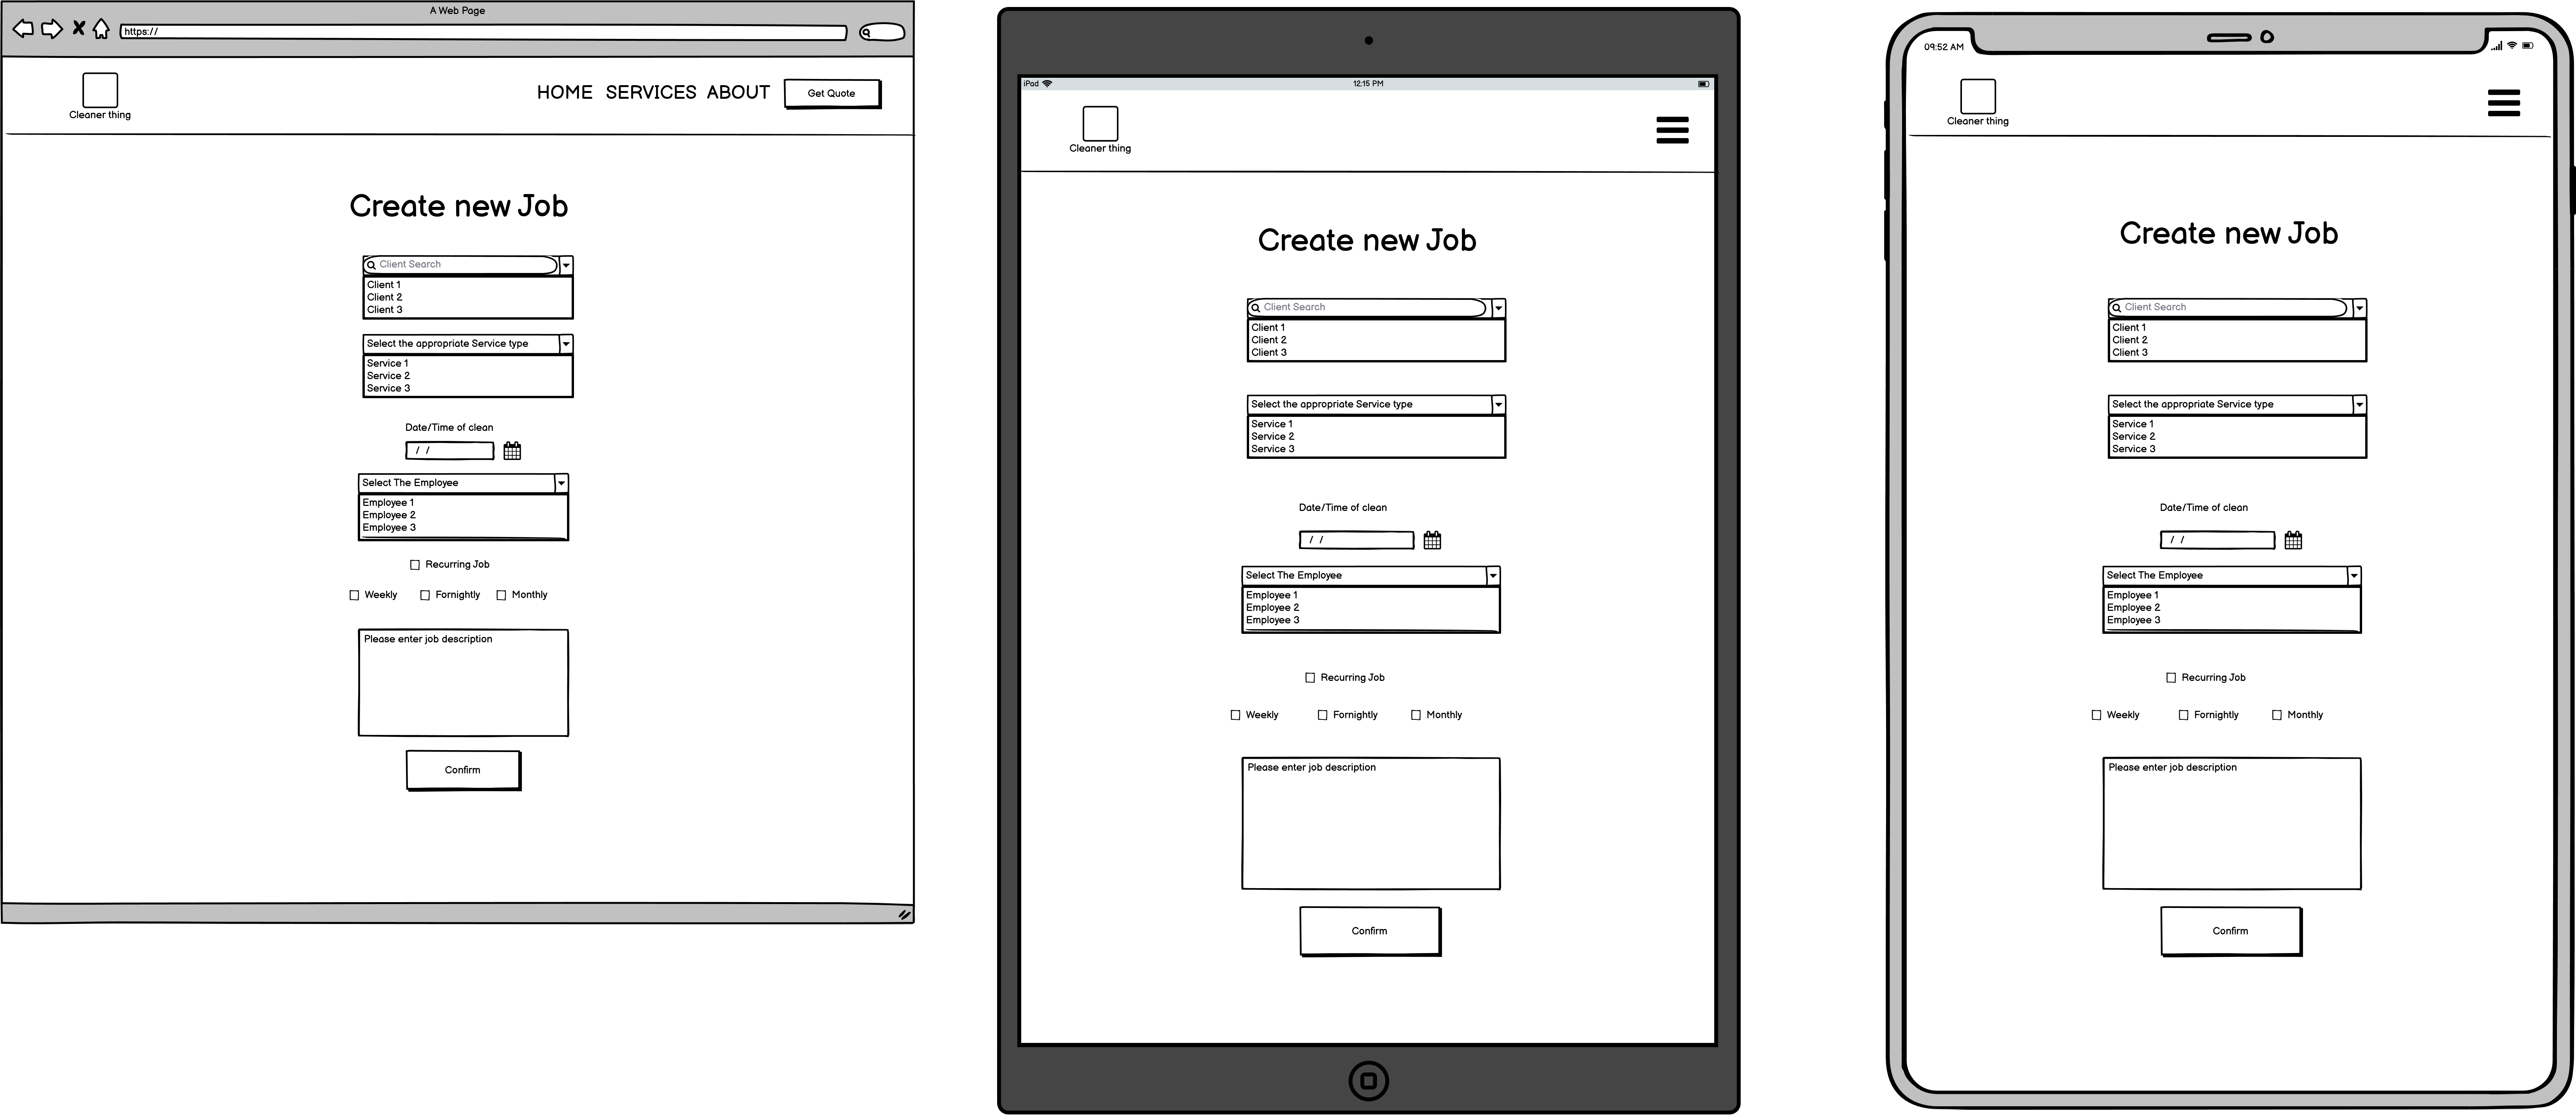 A Web Page
https://
Cleaner thing
HOME SERVICES ABOUT
Get Quote
Create new Job
Client Search
Client 1
Client 2
Client 3
Select the appropriate Service type
Service 1
Service 2
Service 3
Date/Time of clean
/ /
Select The Employee
Employee 1
Employee 2
Employee 3
Recurring Job
Weekly Fornightly Monthly
Please enter job description
Confirm
iPad 12:15 PM
Cleaner thing
Create new Job
Client Search
Client 1
Client 2
Client 3
Select the appropriate Service type
Service 1
Service 2
Service 3
Date/Time of clean
/ /
Select The Employee
Employee 1
Employee 2
Employee 3
Recurring Job
Weekly Fornightly Monthly
Please enter job description
Confirm
09:52 AM
Cleaner thing
Create new Job
Client Search
Client 1
Client 2
Client 3
Select the appropriate Service type
Service 1
Service 2
Service 3
Date/Time of clean
/ /
Select The Employee
Employee 1
Employee 2
Employee 3
Recurring Job
Weekly Fornightly Monthly
Please enter job description
Confirm